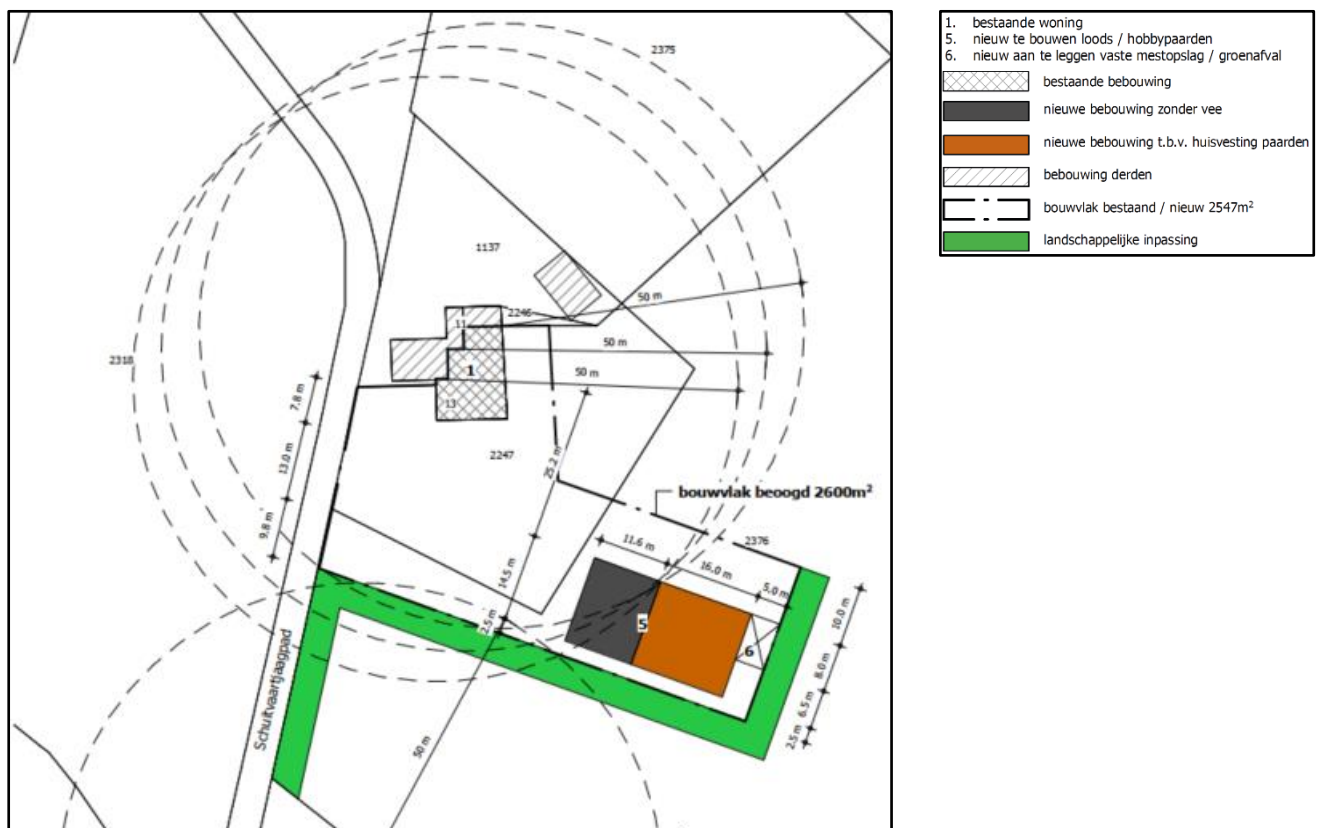 2375
1137
2246
50 m
11
50 m
2318
1
50 m
7.8 m
13
13.0 m
2247
25.2 m
bouwvlak beoogd 2600m²
9.8 m
2376
11.6 m
16.0 m
14.5 m
5.0 m
10.0 m
2.5 m
5
6
8.0 m
6.5 m
2.5 m
Schuitvaartjaagpad
50 m
1. bestaande woning
5. nieuw te bouwen loods / hobbypaarden
6. nieuw aan te leggen vaste mestopslag / groenafval
bestaande bebouwing
nieuwe bebouwing zonder vee
nieuwe bebouwing t.b.v. huisvesting paarden
bebouwing derden
bouwvlak bestaand / nieuw 2547m²
landschappelijke inpassing